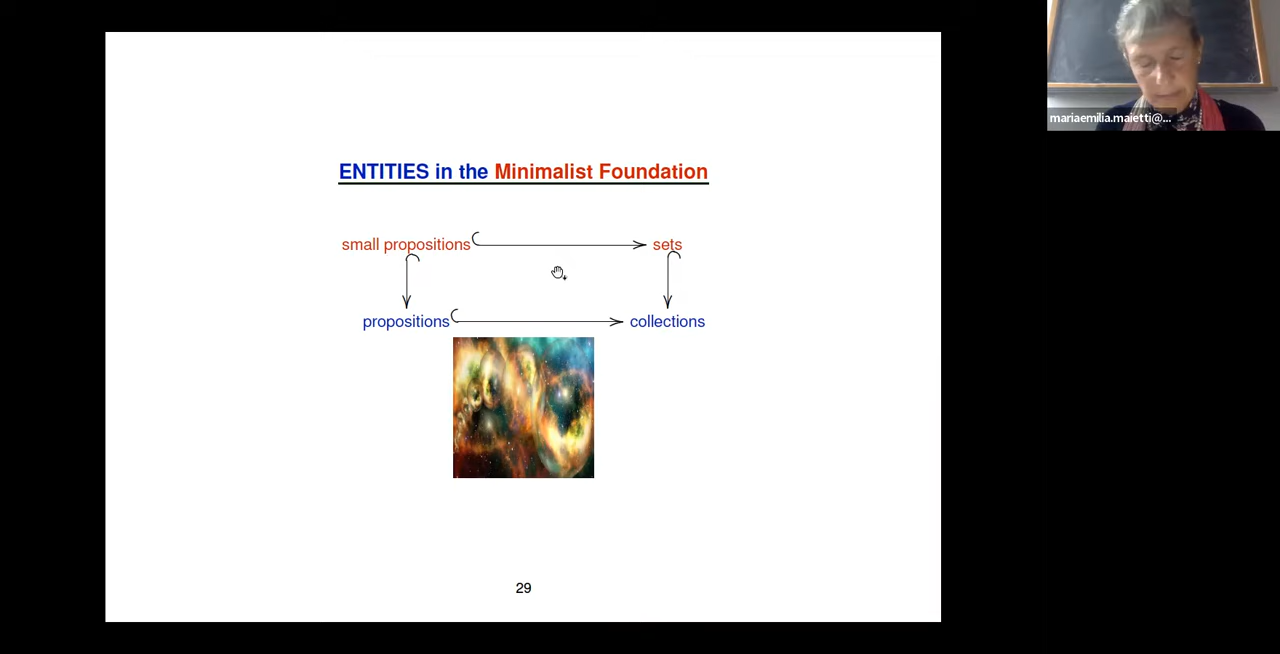 mariaemilia.maietti@...
ENTITIES in the Minimalist Foundation
small propositions sets
propositions collections
29